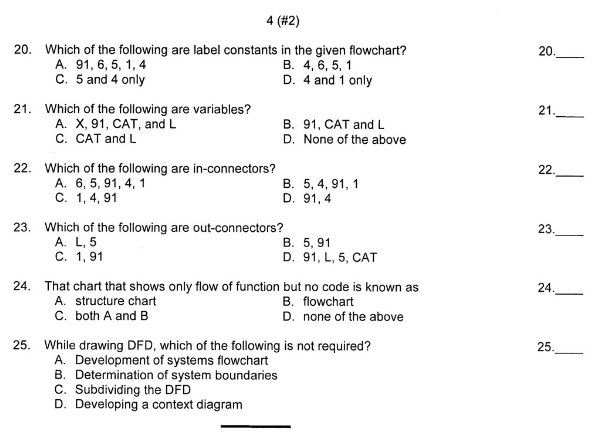 4 (#2)
20. Which of the following are label constants in the given flowchart? 20.____
A. 91, 6, 5, 1, 4 B. 4, 6, 5, 1
C. 5 and 4 only D. 4 and 1 only
21. Which of the following are variables? 21.____
A. X, 91, CAT, and L B. 91, CAT and L
C. CAT and L D. None of the above
22. Which of the following are in-connectors? 22.____
A. 6, 5, 91, 4, 1 B. 5, 4, 91, 1
C. 1, 4, 91 D. 91, 4
23. Which of the following are out-connectors? 23.____
A. L, 5 B. 5, 91
C. 1, 91 D. 91, L, 5, CAT
24. That chart that shows only flow of function but no code is known as 24.____
A. structure chart B. flowchart
C. both A and B D. none of the above
25. While drawing DFD, which of the following is not required? 25.____
A. Development of systems flowchart
B. Determination of system boundaries
C. Subdividing the DFD
D. Developing a context diagram